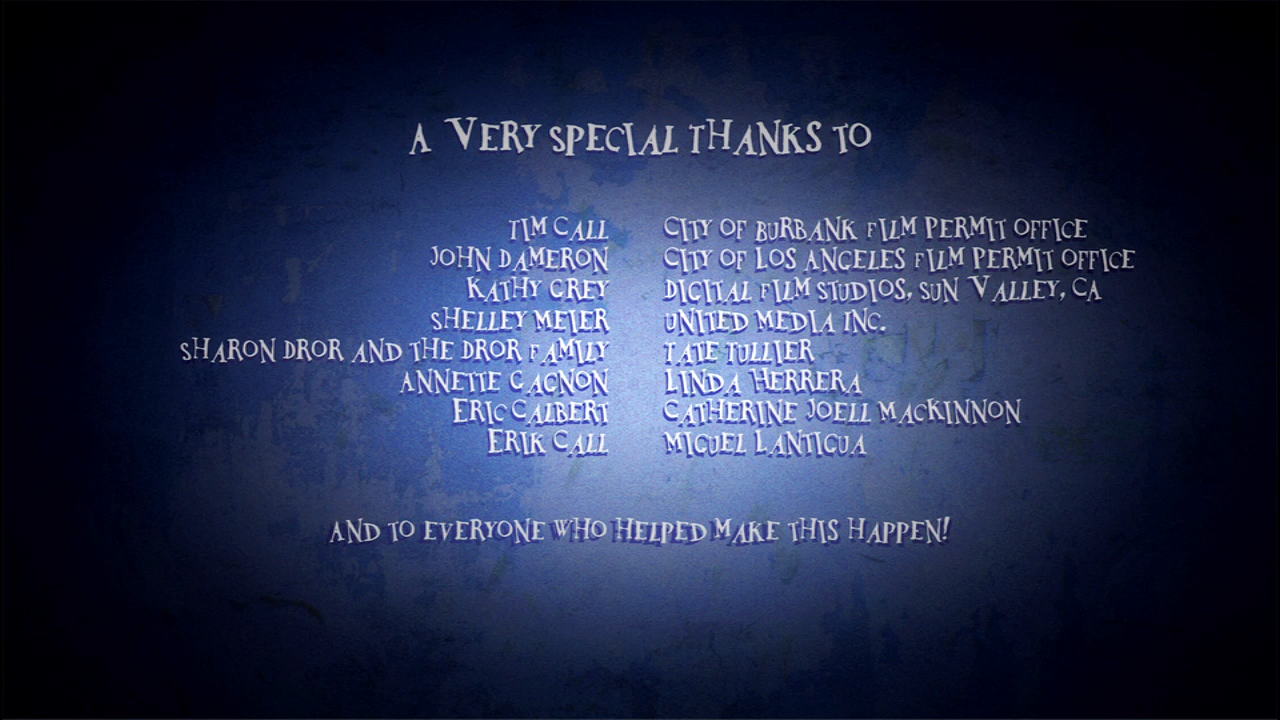 A VERY SPECIAL THANKS TO
TIM CALL
JOHN DAMERON
KATHY GREY
SHELLEY MEIER
SHARON DROR AND THE DROR FAMILY
ANNETTE GAGNON
ERIC CALBERT
ERIK CALL
CITY OF BURBANK FILM PERMIT OFFICE
CITY OF LOS ANGELES FILM PERMIT OFFICE
DIGITAL FILM STUDIOS, SUN VALLEY, CA
UNITED MEDIA INC.
TATE TULLIER
LINDA HERRERA
CATHERINE JOELL MACKINNON
MIGUEL LANTIGUA
AND TO EVERYONE WHO HELPED MAKE THIS HAPPEN!